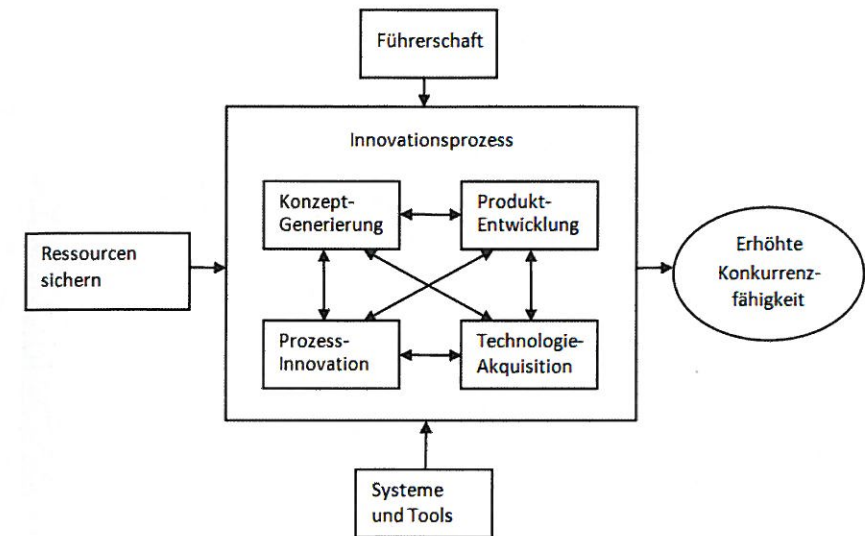 Führerschaft
Innovationsprozess
Konzept-
Generierung
Produkt-
Entwicklung
Ressourcen
sichern
Erhöhte
Konkurrenz-
fähigkeit
Prozess-
Innovation
Technologie-
Akquisition
Systeme
und Tools